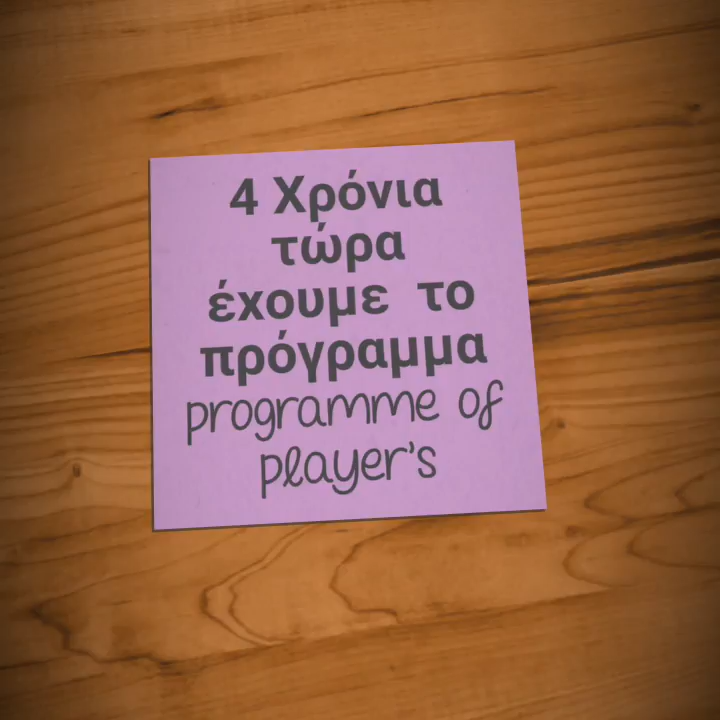 4 Χρόνια
τώρα
έχουμε το
πρόγραμμα
programme of
player's